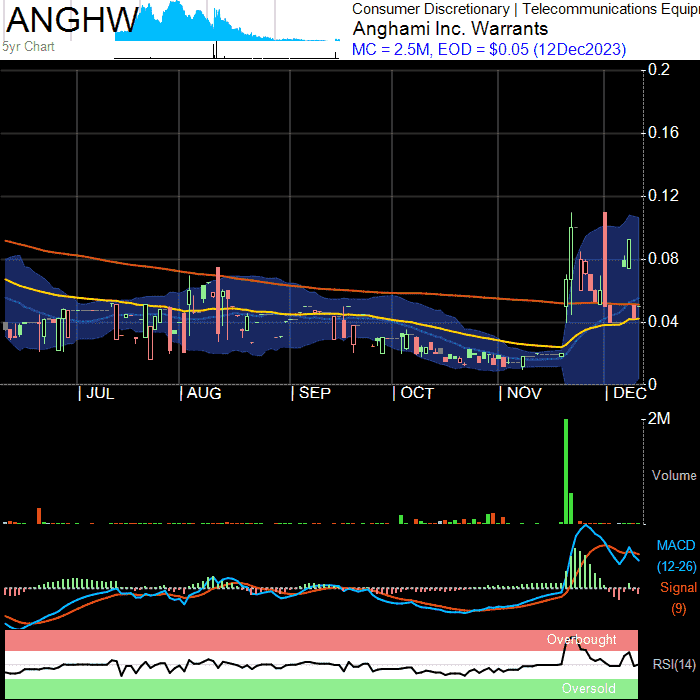 ANGHW
5yr Chart
Consumer Discretionary | Telecommunications Equip
Anghami Inc. Warrants
MC = 2.5M, EOD = $0.05 (12Dec2023)
0.2
0.16
0.12
0.08
0.04
0
| JUL | AUG | SEP | OCT | NOV | DEC
2M
Volume
MACD
(12-26)
Signal
(9)
Overbought
RSI(14)
Oversold